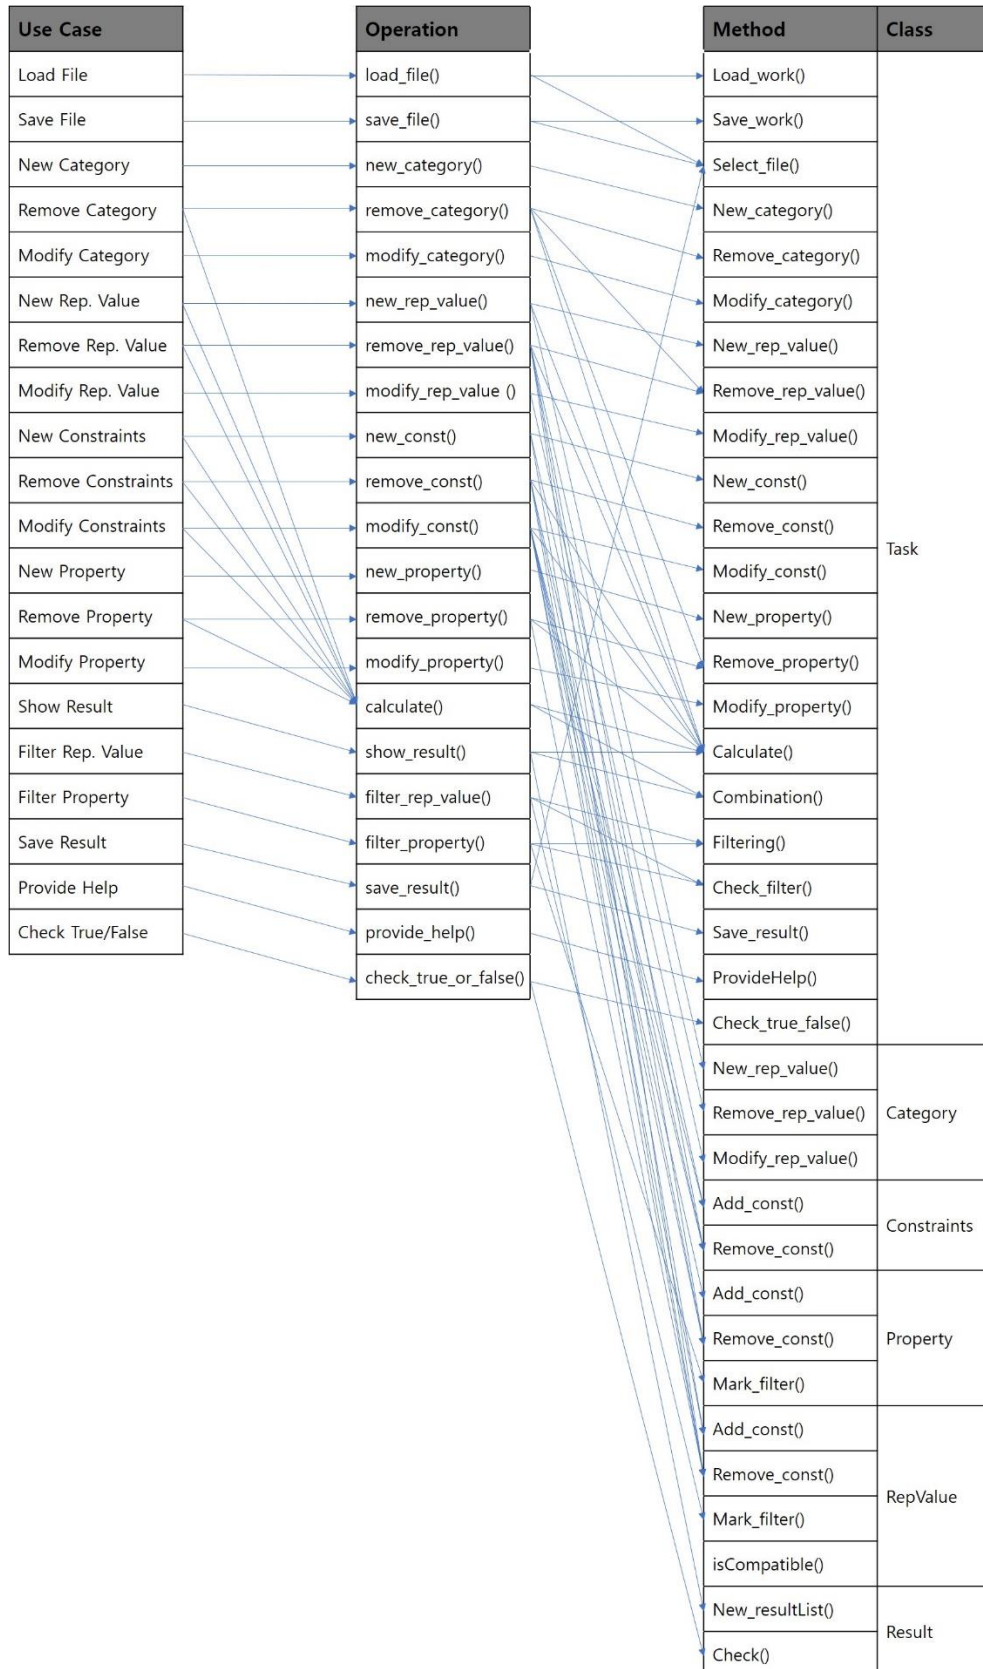 Use Case
Load File
Save File
New Category
Remove Category
Modify Category
New Rep. Value
Remove Rep. Value
Modify Rep. Value
New Constraints
Remove Constraints
Modify Constraints
New Property
Remove Property
Modify Property
Show Result
Filter Rep. Value
Filter Property
Save Result
Provide Help
Check True/False
Operation
load_file()
save_file()
new_category()
remove_category()
modify_category()
new_rep_value()
remove_rep_value()
modify_rep_value ()
new_const()
remove_const()
modify_const()
new_property()
remove_property()
modify_property()
calculate()
show_result()
filter_rep_value()
filter_property()
save_result()
provide_help()
check_true_or_false()
Method Class
Load_work()
Save_work()
Select_file()
New_category()
Remove_category()
Modify_category()
New_rep_value()
Remove_rep_value()
Modify_rep_value()
New_const()
Remove_const()
Modify_const()
New_property()
Remove_property()
Modify_property()
Calculate()
Combination()
Filtering()
Check_filter()
Save_result()
ProvideHelp()
Check_true_false()
Task
New_rep_value()
Remove_rep_value()
Modify_rep_value()
Category
Add_const()
Remove_const()
Constraints
Add_const()
Remove_const()
Mark_filter()
Property
Add_const()
Remove_const()
Mark_filter()
isCompatible()
RepValue
New_resultList()
Check()
Result